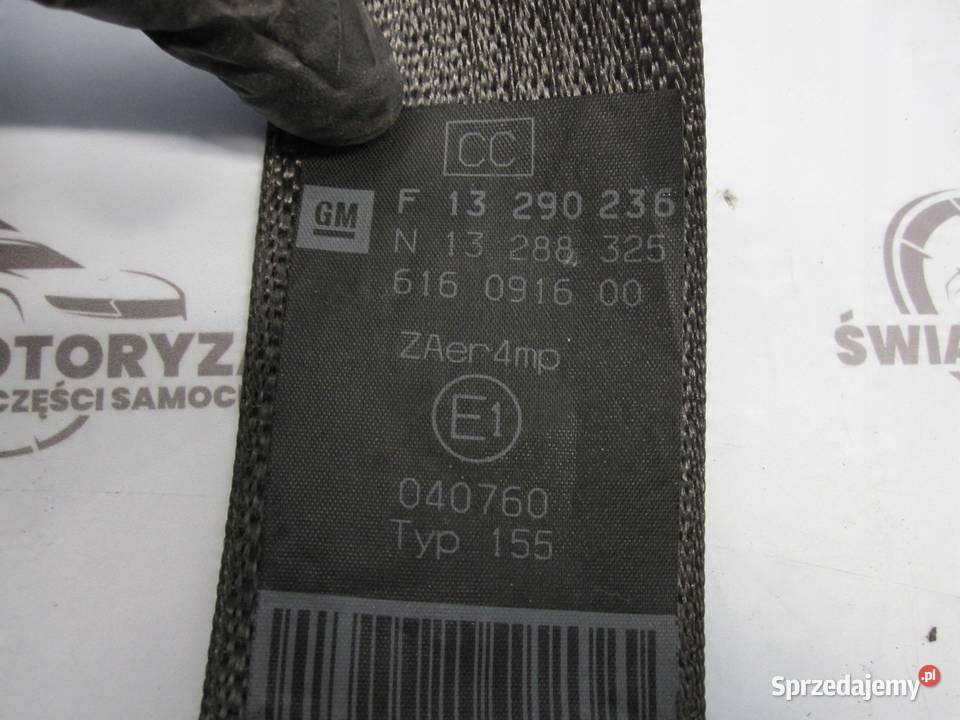 CC
GM
F 13 290 236
N 13 288 325
616 0916 00
ZAer4mp
E1
040760
Typ 155
OTORYZ
CZĘŚCI SAMOC
ŚWIA
Sprzedajemy.pl